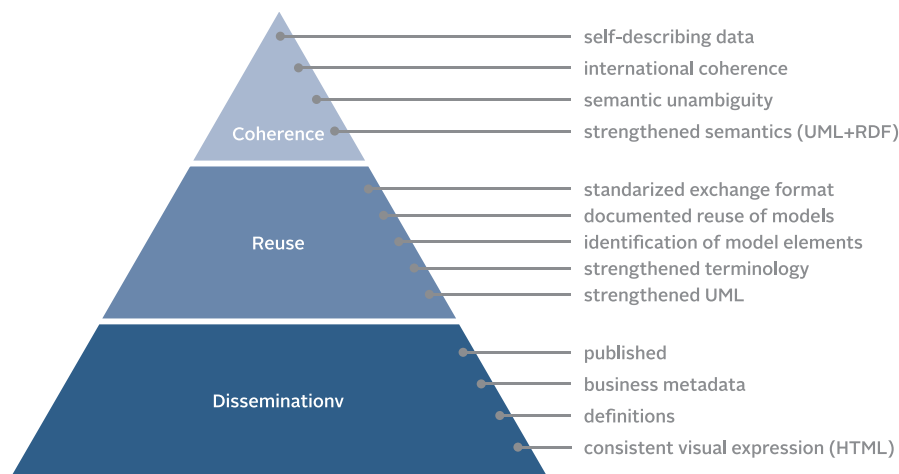 self-describing data
international coherence
semantic unambiguity
strengthened semantics (UML+RDF)
Coherence
standarized exchange format
documented reuse of models
identification of model elements
strengthened terminology
strengthened UML
Reuse
published
business metadata
definitions
consistent visual expression (HTML)
Disseminationv